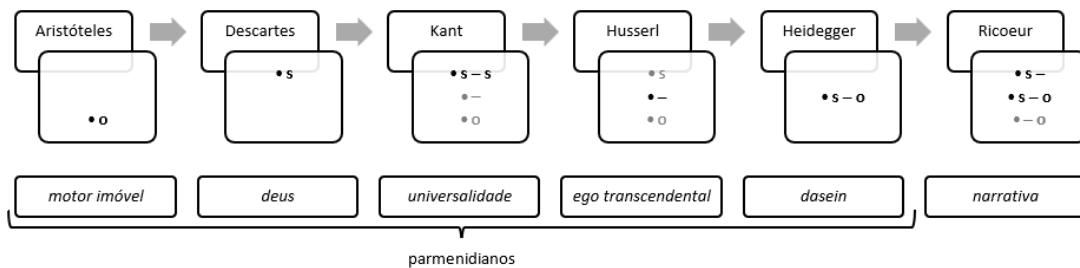 Aristóteles
Descartes
Kant
Husserl
Heidegger
Ricoeur
• o
• s
• s – s
• –
• o
• s
• –
• o
• s – o
• s –
• s – o
• – o
motor imóvel
deus
universalidade
ego transcendental
dasein
narrativa
parmenidianos